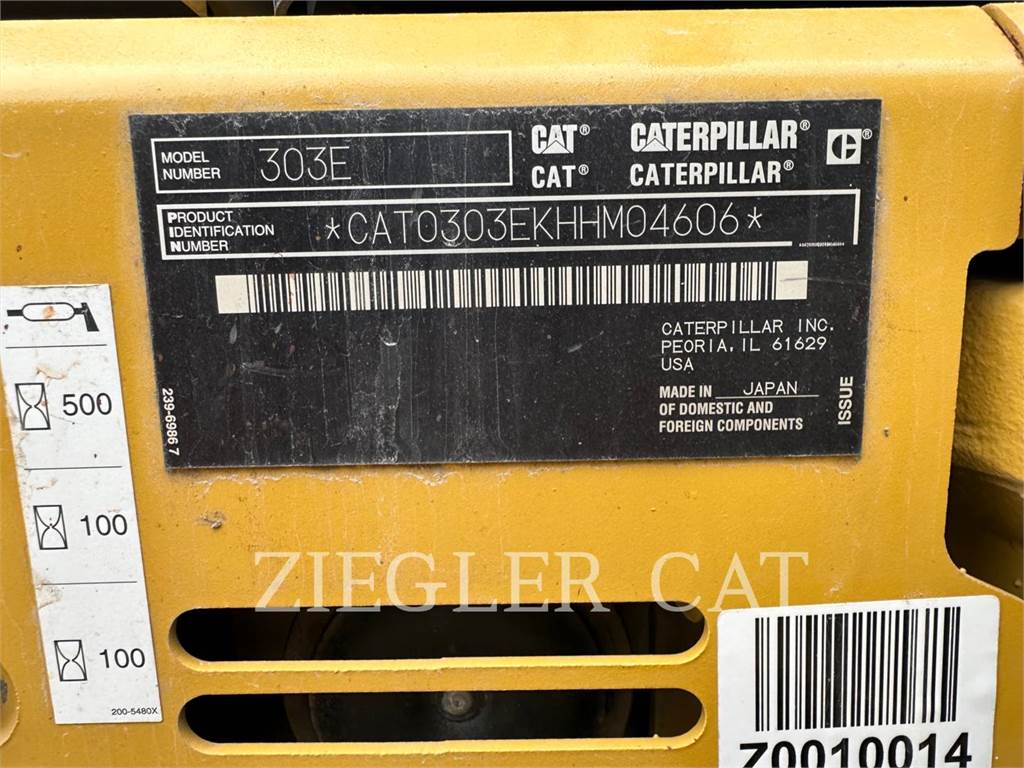 MODEL NUMBER 303E
CAT® CATERPILLAR®
CAT® CATERPILLAR®
PRODUCT IDENTIFICATION NUMBER *CAT0303EKHHM04606*
CATERPILLAR INC.
PEORIA, IL 61629
USA
MADE IN JAPAN
OF DOMESTIC AND
FOREIGN COMPONENTS
ISSUE
239-6986 7
500
100
100
200-5480X
ZIEGLER CAT
Z0010014